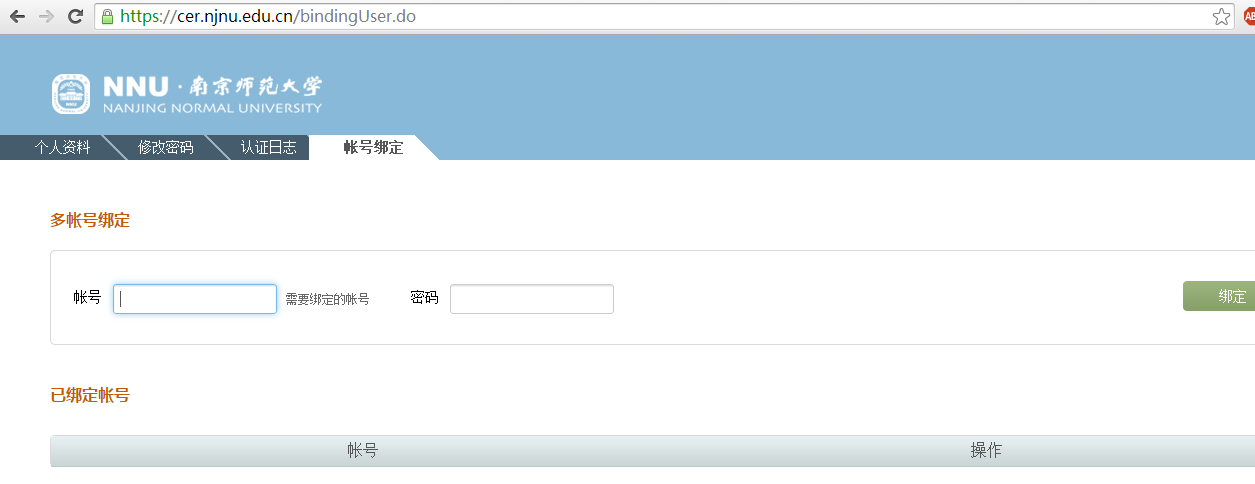 https://cer.njnu.edu.cn/bindingUser.do
AB
NNU·南京师范大学
NANJING NORMAL UNIVERSITY
个人资料 修改密码 认证日志 帐号绑定
多帐号绑定
帐号 需要绑定的帐号 密码 绑定
已绑定帐号
帐号 操作